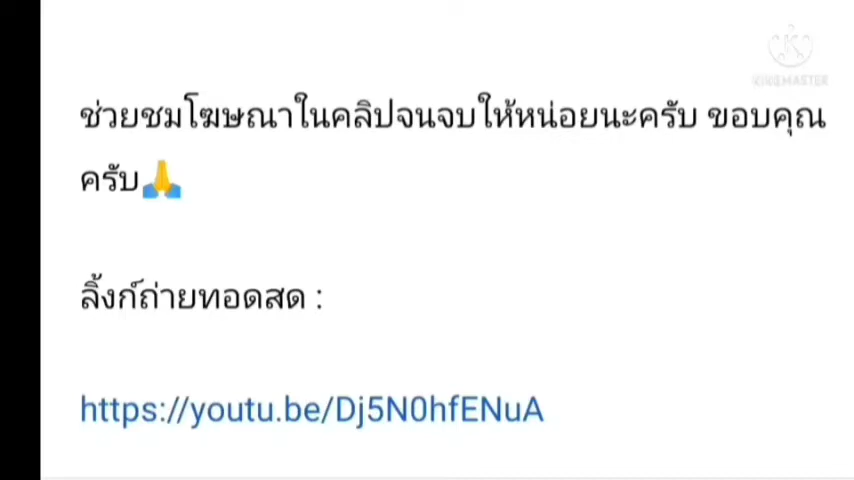 KINEMASTER
ช่วยชมโฆษณาในคลิปจนจบให้หน่อยนะครับ ขอบคุณ
ครับ🙏
ลิ้งก์ถ่ายทอดสด :
https://youtu.be/Dj5N0hfENuA